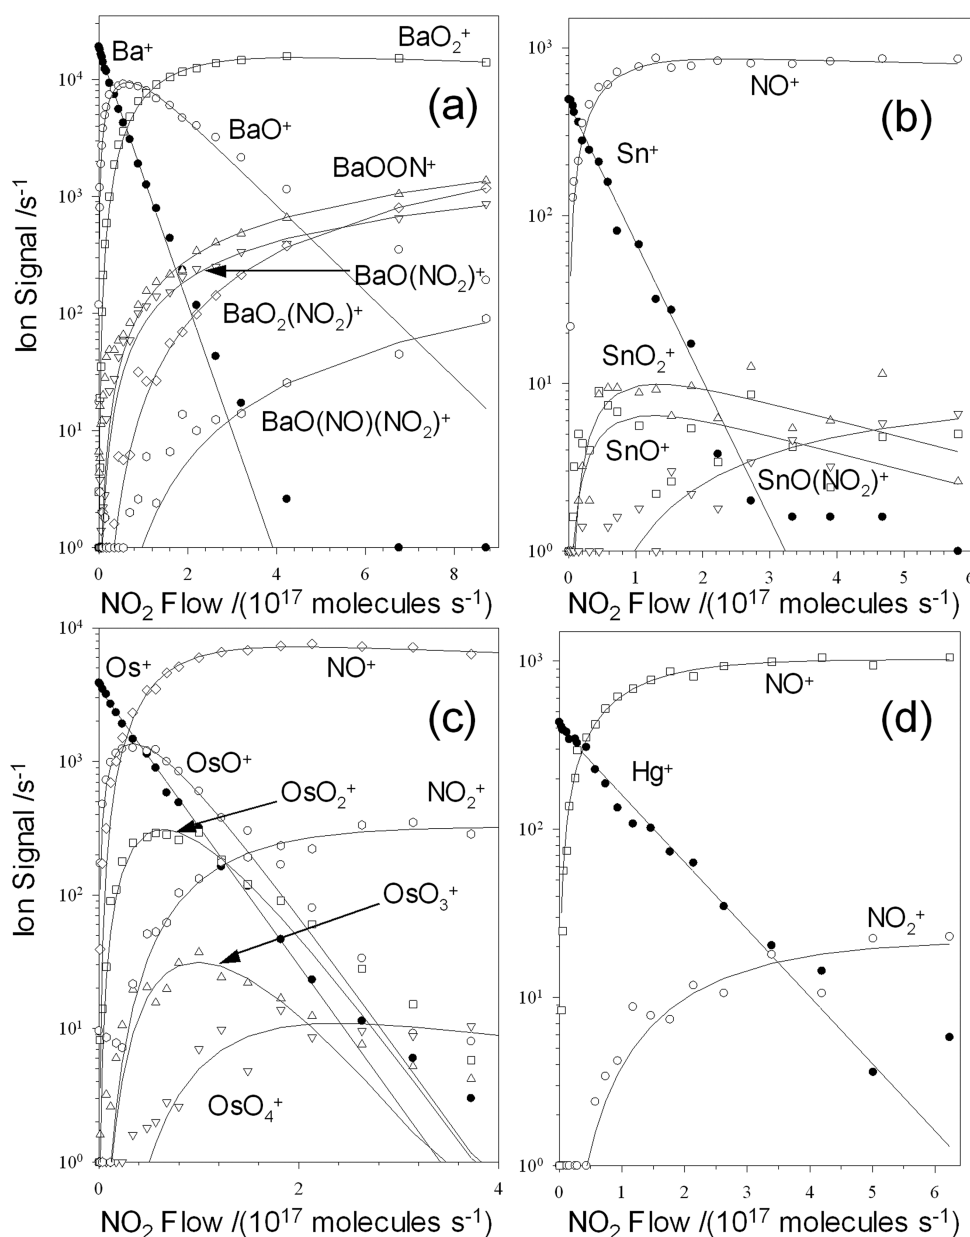 Ion Signal /s⁻¹
10⁴
10³
10²
10¹
10⁰
Ba⁺
BaO₂⁺
(a)
BaO⁺
BaOON⁺
BaO(NO₂)⁺
BaO₂(NO₂)⁺
BaO(NO)(NO₂)⁺
0 2 4 6 8
NO₂ Flow /(10¹⁷ molecules s⁻¹)
10³
10²
10¹
10⁰
NO⁺
(b)
Sn⁺
SnO₂⁺
SnO⁺
SnO(NO₂)⁺
0 1 2 3 4 5 6
NO₂ Flow /(10¹⁷ molecules s⁻¹)
Ion Signal /s⁻¹
10⁴
10³
10²
10¹
10⁰
Os⁺
NO⁺
(c)
OsO⁺
OsO₂⁺
NO₂⁺
OsO₃⁺
OsO₄⁺
0 2 4
NO₂ Flow /(10¹⁷ molecules s⁻¹)
10³
10²
10¹
10⁰
NO⁺
(d)
Hg⁺
NO₂⁺
0 1 2 3 4 5 6
NO₂ Flow /(10¹⁷ molecules s⁻¹)